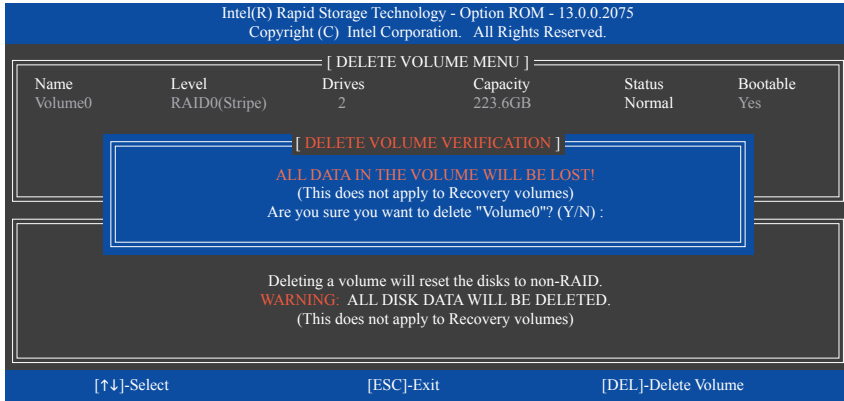 Intel(R) Rapid Storage Technology - Option ROM - 13.0.0.2075
Copyright (C) Intel Corporation. All Rights Reserved.
[ DELETE VOLUME MENU ]
Name Level Drives Capacity Status Bootable
Volume0 RAID0(Stripe) 2 223.6GB Normal Yes
[ DELETE VOLUME VERIFICATION ]
ALL DATA IN THE VOLUME WILL BE LOST!
(This does not apply to Recovery volumes)
Are you sure you want to delete "Volume0"? (Y/N) :
Deleting a volume will reset the disks to non-RAID.
WARNING: ALL DISK DATA WILL BE DELETED.
(This does not apply to Recovery volumes)
[↑↓]-Select [ESC]-Exit [DEL]-Delete Volume